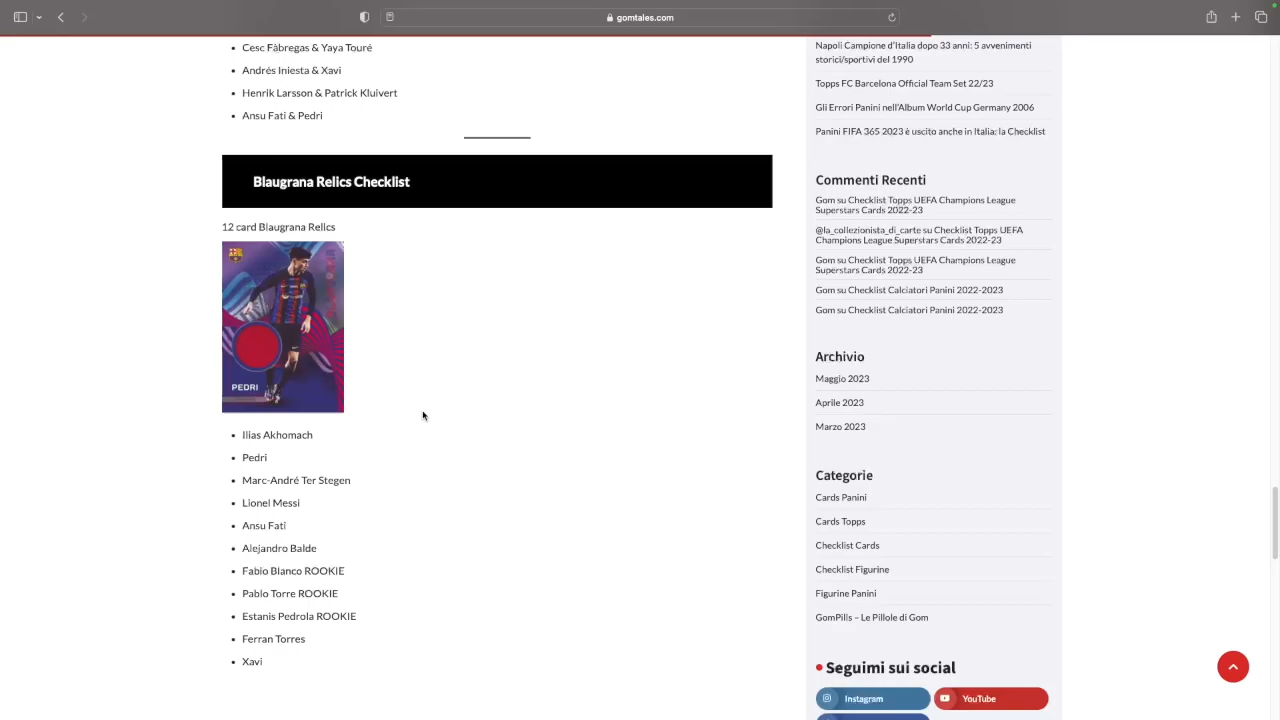 gomtales.com
Cesc Fàbregas & Yaya Touré
Andrés Iniesta & Xavi
Henrik Larsson & Patrick Kluivert
Ansu Fati & Pedri
Blaugrana Relics Checklist
12 card Blaugrana Relics
PEDRI
Ilias Akhomach
Pedri
Marc-André Ter Stegen
Lionel Messi
Ansu Fati
Alejandro Balde
Fabio Blanco ROOKIE
Pablo Torre ROOKIE
Estanis Pedrola ROOKIE
Ferran Torres
Xavi
Napoli Campione d'Italia dopo 33 anni: 5 avvenimenti
storici/sportivi del 1990
Topps FC Barcelona Official Team Set 22/23
Gli Errori Panini nell'Album World Cup Germany 2006
Panini FIFA 365 2023 è uscito anche in Italia: la Checklist
Commenti Recenti
Gom su Checklist Topps UEFA Champions League
Superstars Cards 2022-23
@la_collezionista_di_carte su Checklist Topps UEFA
Champions League Superstars Cards 2022-23
Gom su Checklist Topps UEFA Champions League
Superstars Cards 2022-23
Gom su Checklist Calciatori Panini 2022-2023
Gom su Checklist Calciatori Panini 2022-2023
Archivio
Maggio 2023
Aprile 2023
Marzo 2023
Categorie
Cards Panini
Cards Topps
Checklist Cards
Checklist Figurine
Figurine Panini
GomPills – Le Pillole di Gom
Seguimi sui social
Instagram
YouTube